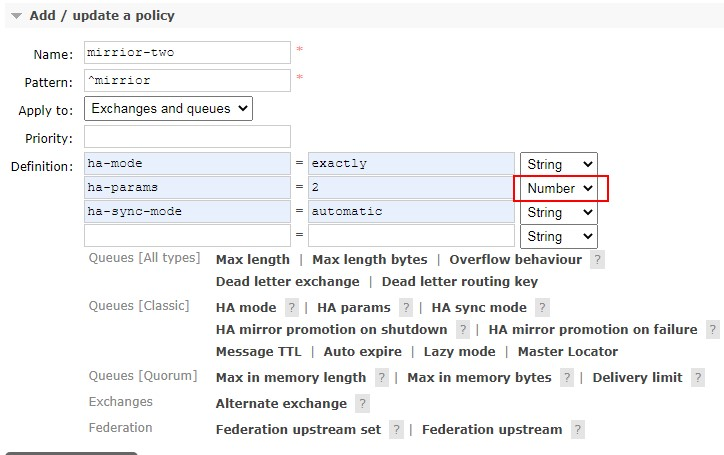 Add / update a policy
Name: mirrior-two *
Pattern: ^mirrior *
Apply to: Exchanges and queues
Priority:
Definition: ha-mode = exactly String
ha-params = 2 Number
ha-sync-mode = automatic String
= String
Queues [All types] Max length | Max length bytes | Overflow behaviour ?
Dead letter exchange | Dead letter routing key
Queues [Classic] HA mode ? | HA params ? | HA sync mode ?
HA mirror promotion on shutdown ? | HA mirror promotion on failure ?
Message TTL | Auto expire | Lazy mode | Master Locator
Queues [Quorum] Max in memory length ? | Max in memory bytes ? | Delivery limit ?
Exchanges Alternate exchange ?
Federation Federation upstream set ? | Federation upstream ?